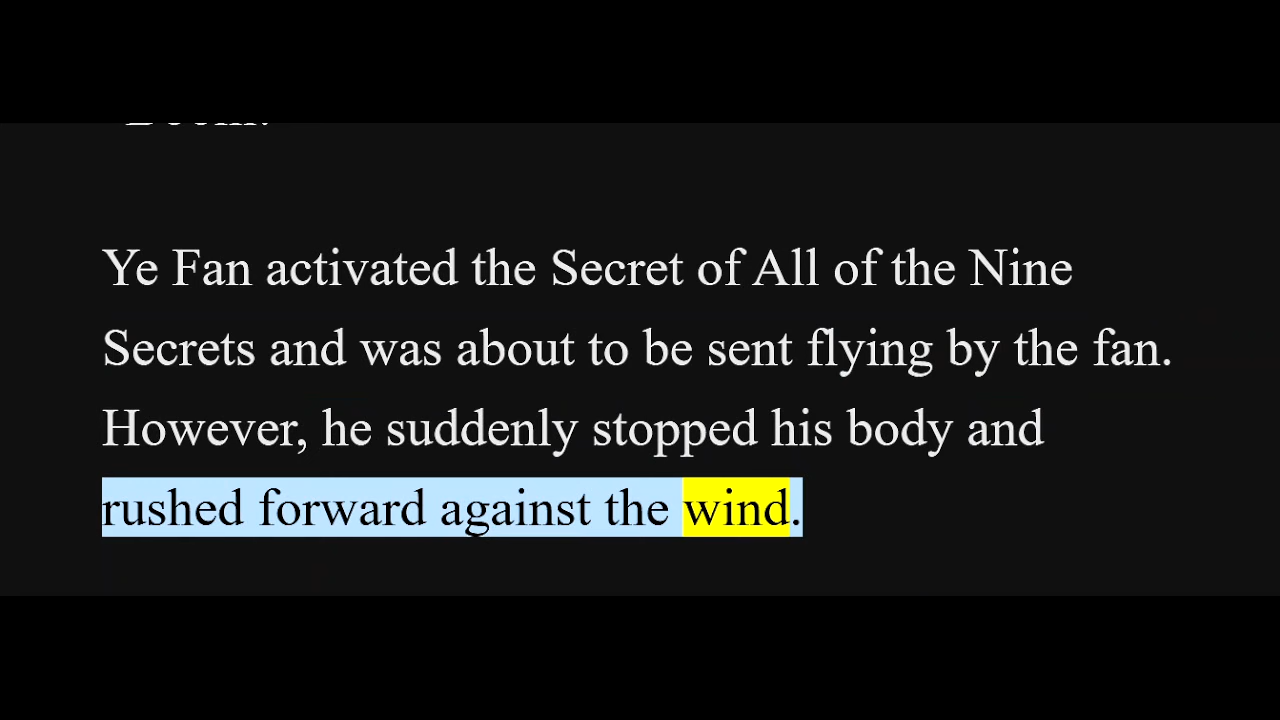 Ye Fan activated the Secret of All of the Nine
Secrets and was about to be sent flying by the fan.
However, he suddenly stopped his body and
rushed forward against the wind.